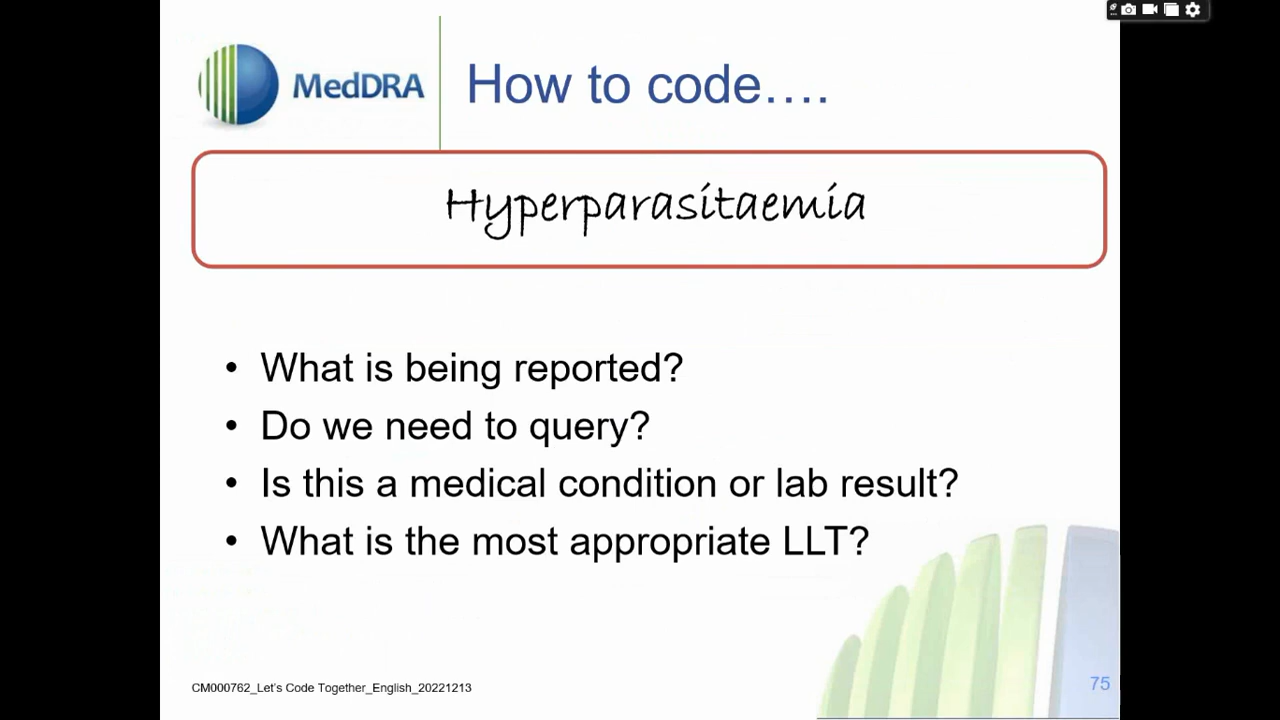 MedDRA
How to code….
Hyperparasitaemia
• What is being reported?
• Do we need to query?
• Is this a medical condition or lab result?
• What is the most appropriate LLT?
CM000762_Let's Code Together_English_20221213
75